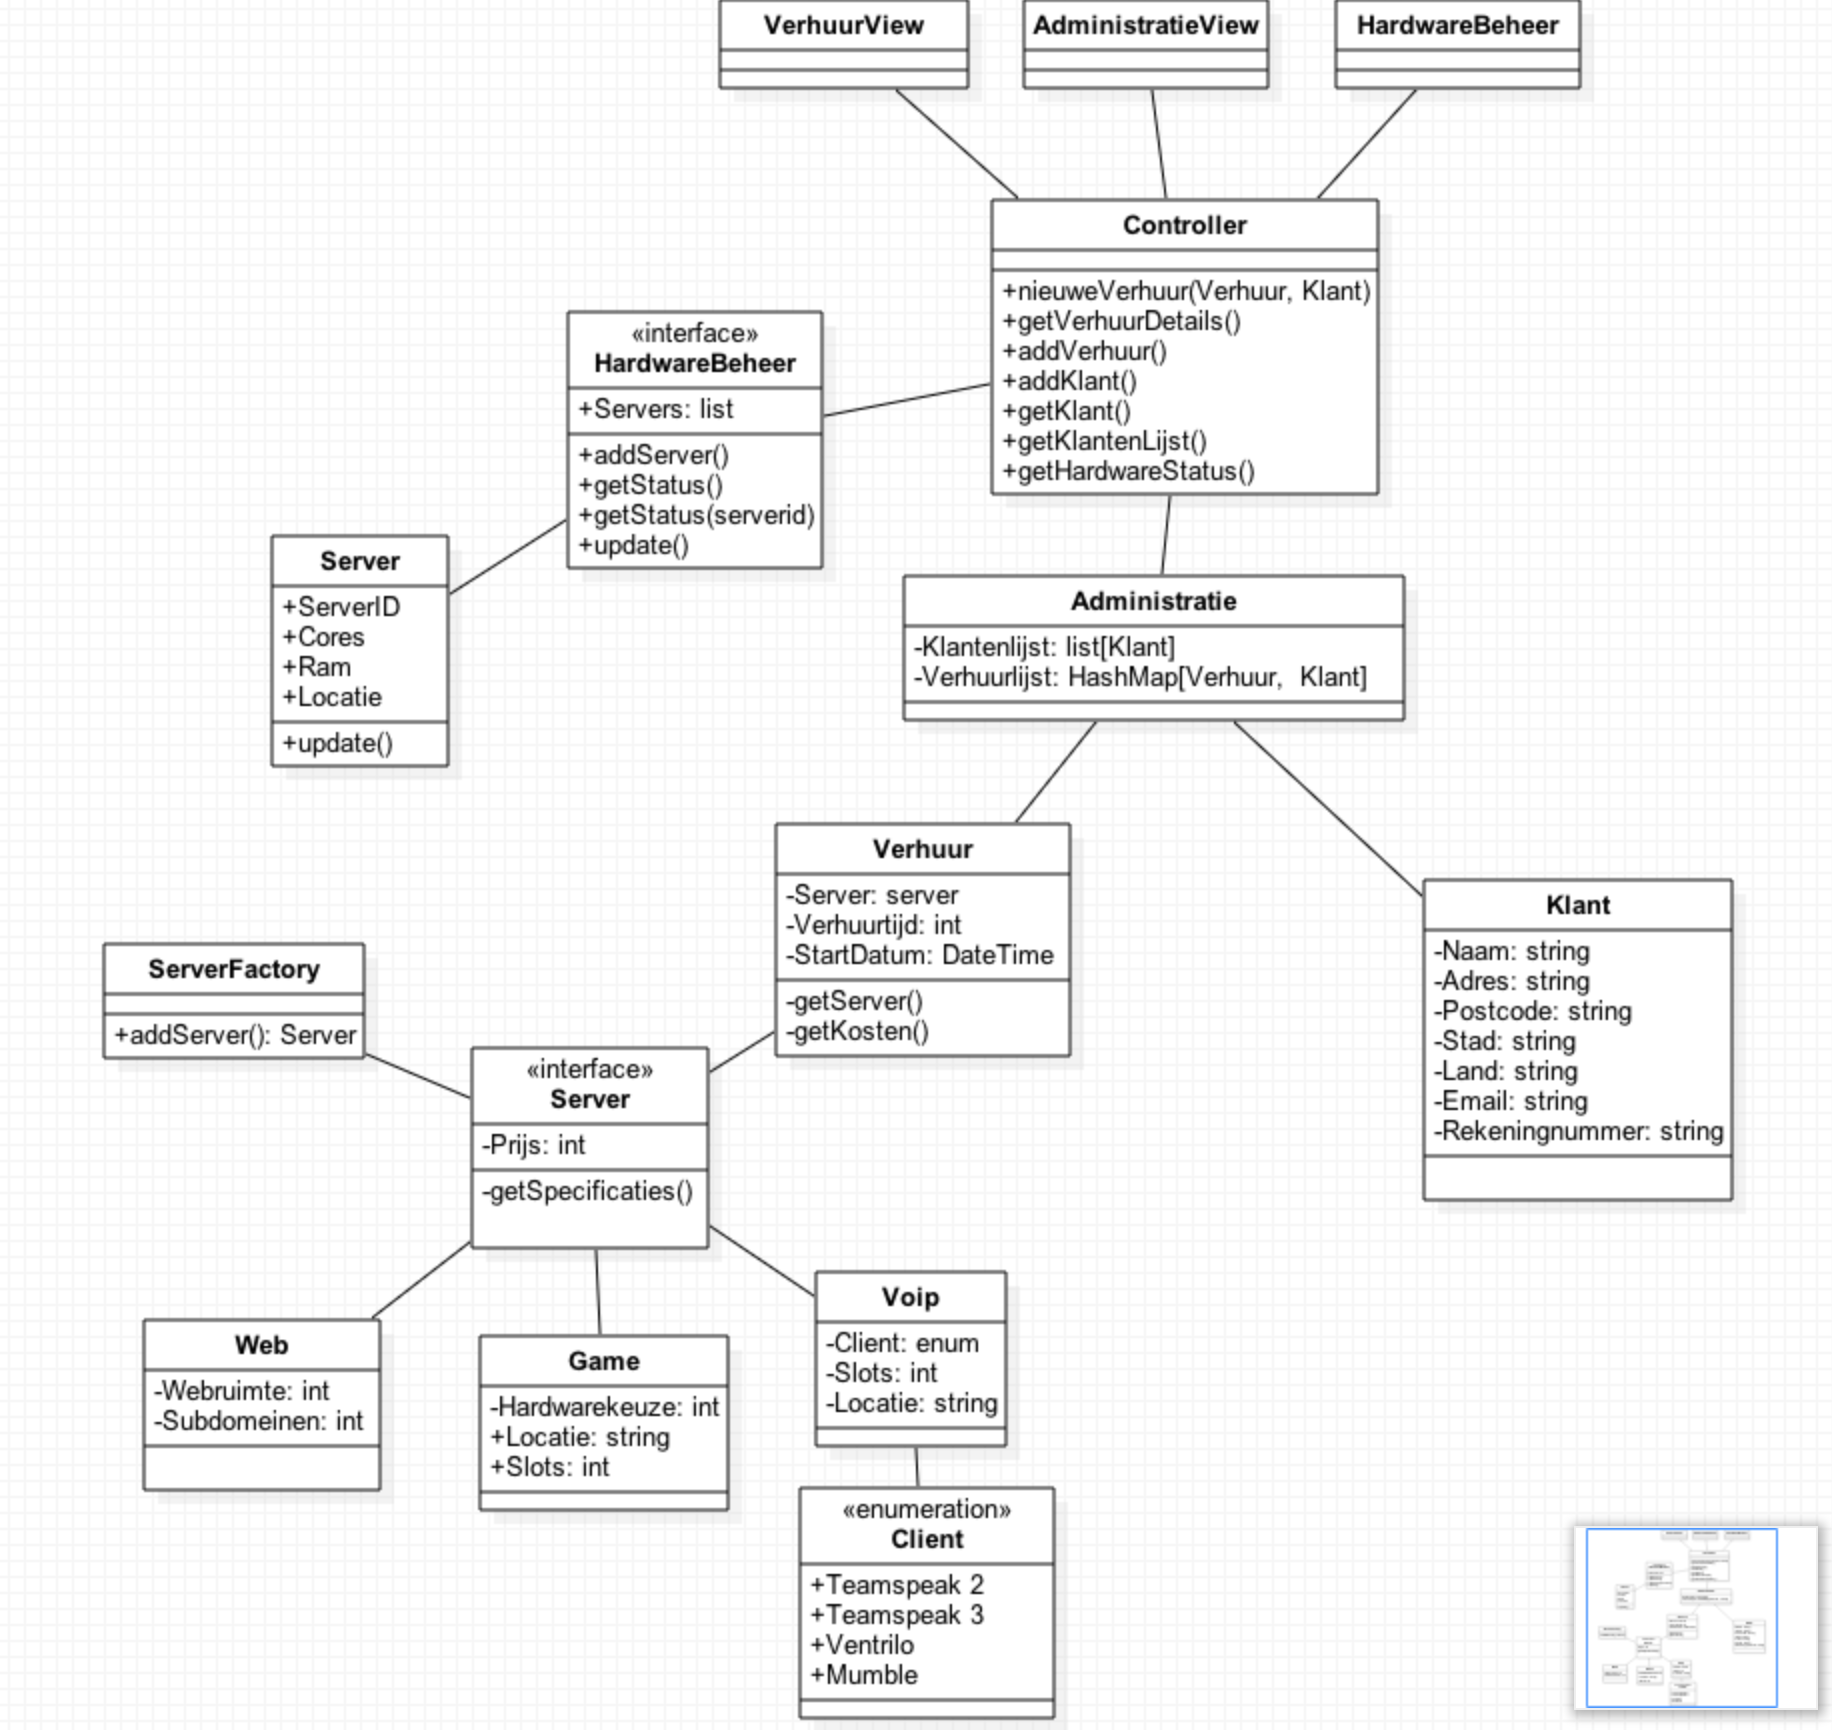 VerhuurView
AdministratieView
HardwareBeheer
Controller
+nieuweVerhuur(Verhuur, Klant)
+getVerhuurDetails()
+addVerhuur()
+addKlant()
+getKlant()
+getKlantenLijst()
+getHardwareStatus()
«interface»
HardwareBeheer
+Servers: list
+addServer()
+getStatus()
+getStatus(serverid)
+update()
Server
+ServerID
+Cores
+Ram
+Locatie
+update()
Administratie
-Klantenlijst: list[Klant]
-Verhuurlijst: HashMap[Verhuur, Klant]
Verhuur
-Server: server
-Verhuurtijd: int
-StartDatum: DateTime
-getServer()
-getKosten()
Klant
-Naam: string
-Adres: string
-Postcode: string
-Stad: string
-Land: string
-Email: string
-Rekeningnummer: string
ServerFactory
+addServer(): Server
«interface»
Server
-Prijs: int
-getSpecificaties()
Web
-Webruimte: int
-Subdomeinen: int
Game
-Hardwarekeuze: int
+Locatie: string
+Slots: int
Voip
-Client: enum
-Slots: int
-Locatie: string
«enumeration»
Client
+Teamspeak 2
+Teamspeak 3
+Ventrilo
+Mumble